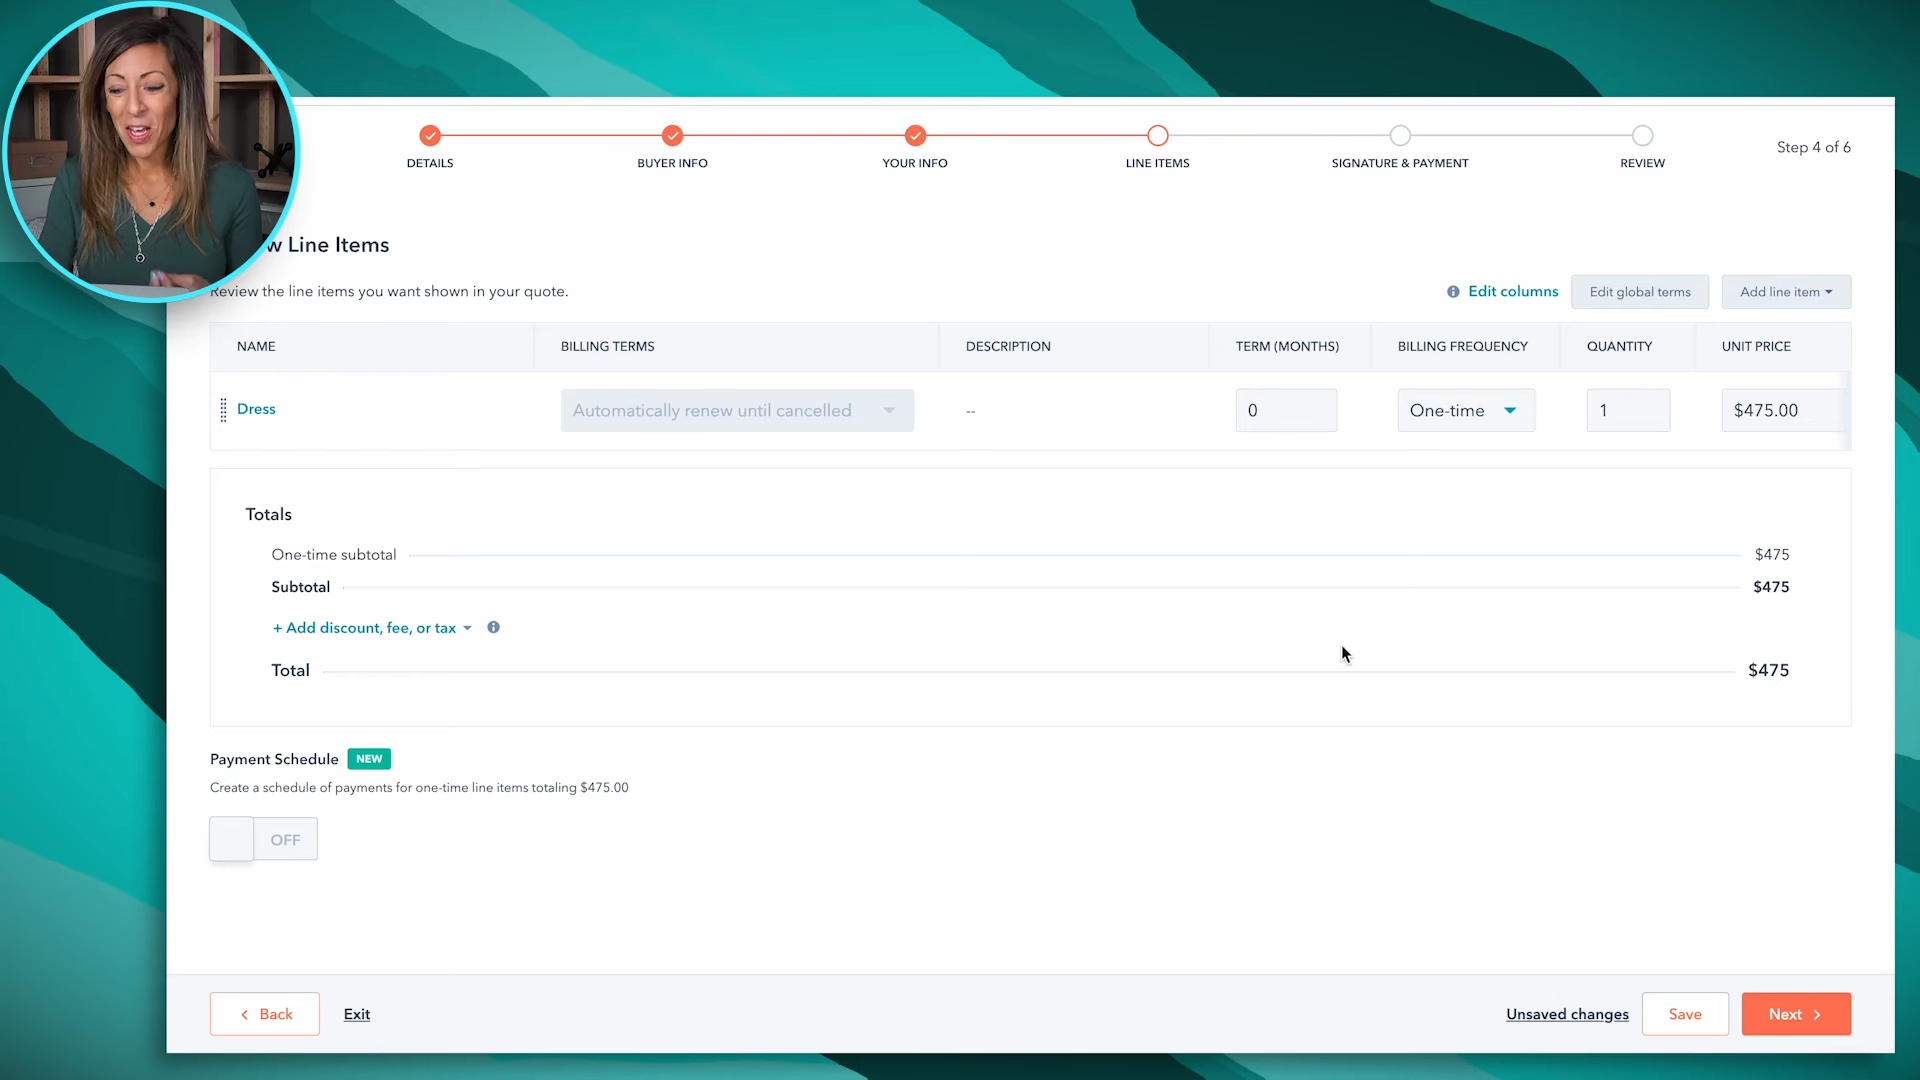 DETAILS
BUYER INFO
YOUR INFO
LINE ITEMS
SIGNATURE & PAYMENT
REVIEW
Step 4 of 6
Line Items
Review the line items you want shown in your quote.
Edit columns
Edit global terms
Add line item
NAME
BILLING TERMS
DESCRIPTION
TERM (MONTHS)
BILLING FREQUENCY
QUANTITY
UNIT PRICE
Dress
Automatically renew until cancelled
--
0
One-time
1
$475.00
Totals
One-time subtotal
$475
Subtotal
$475
+ Add discount, fee, or tax
Total
$475
Payment Schedule
NEW
Create a schedule of payments for one-time line items totaling $475.00
OFF
Back
Exit
Unsaved changes
Save
Next